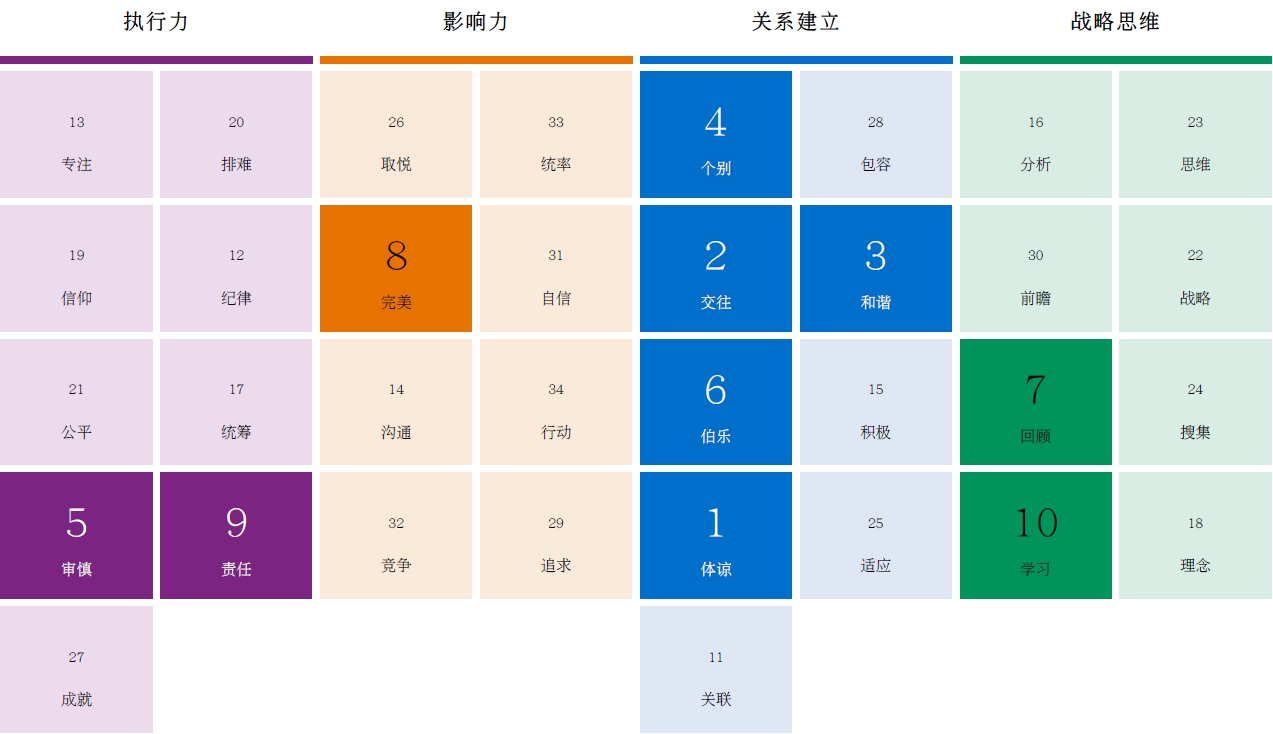 执行力
影响力
关系建立
战略思维
13
专注
20
排难
26
取悦
33
统率
4
个别
28
包容
16
分析
23
思维
19
信仰
12
纪律
8
完美
31
自信
2
交往
3
和谐
30
前瞻
22
战略
21
公平
17
统筹
14
沟通
34
行动
6
伯乐
15
积极
7
回顾
24
搜集
5
审慎
9
责任
32
竞争
29
追求
1
体谅
25
适应
10
学习
18
理念
27
成就
11
关联